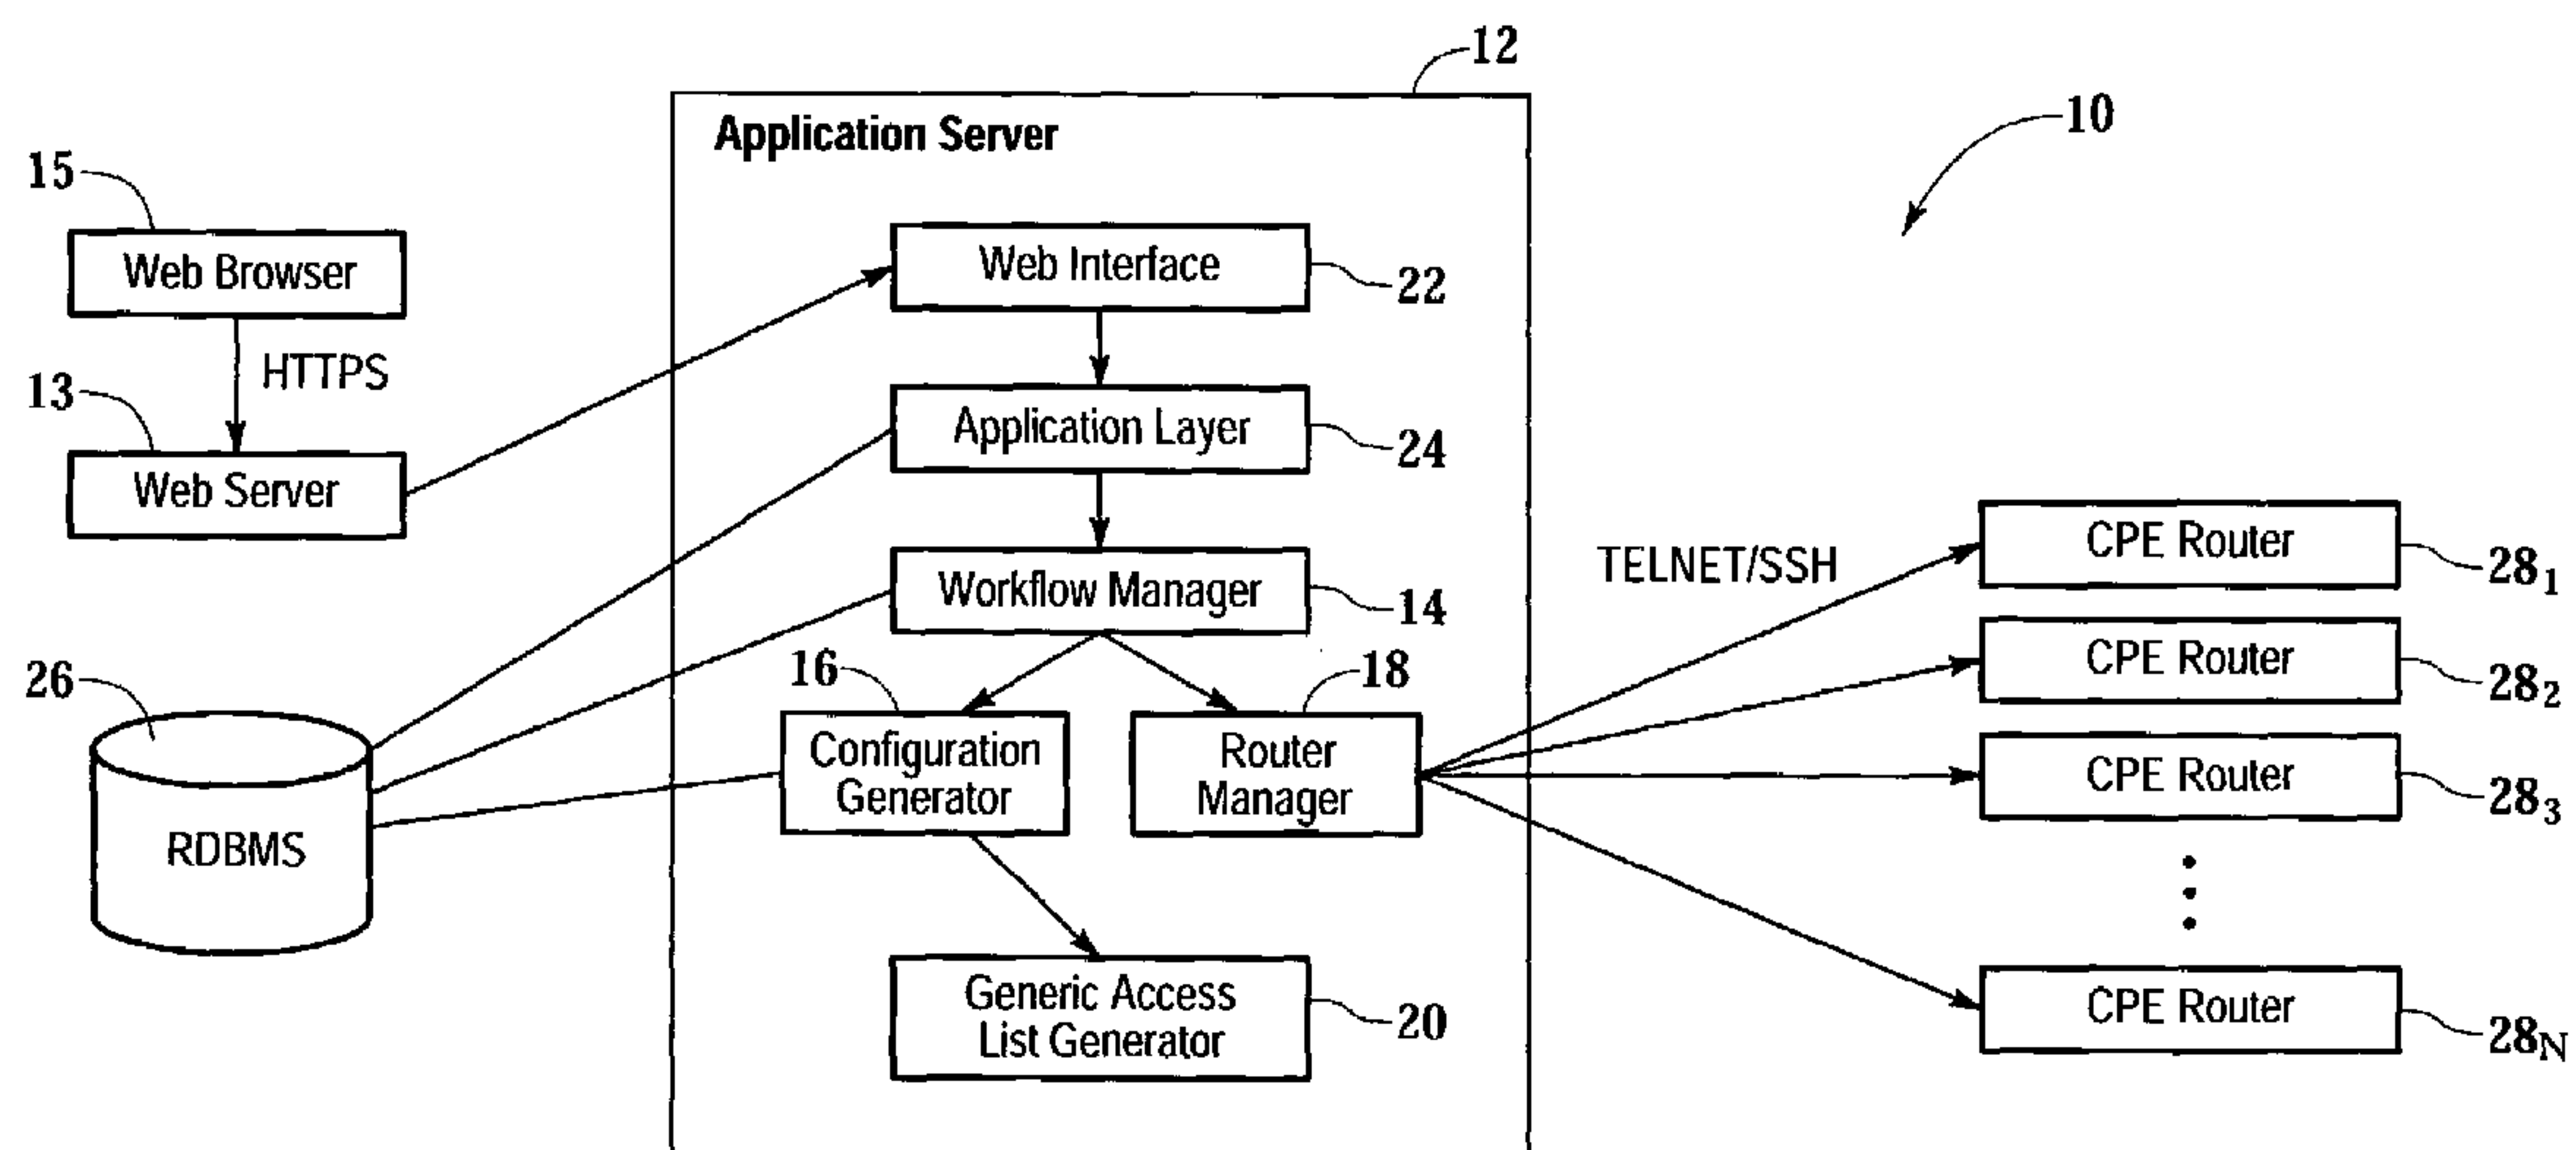 12
Application Server
10
15
Web Browser
Web Interface
22
HTTPS
13
Web Server
Application Layer
24
Workflow Manager
14
TELNET/SSH
CPE Router
28₁
CPE Router
28₂
CPE Router
28₃
CPE Router
28N
26
RDBMS
16
Configuration
Generator
18
Router
Manager
Generic Access
List Generator
20